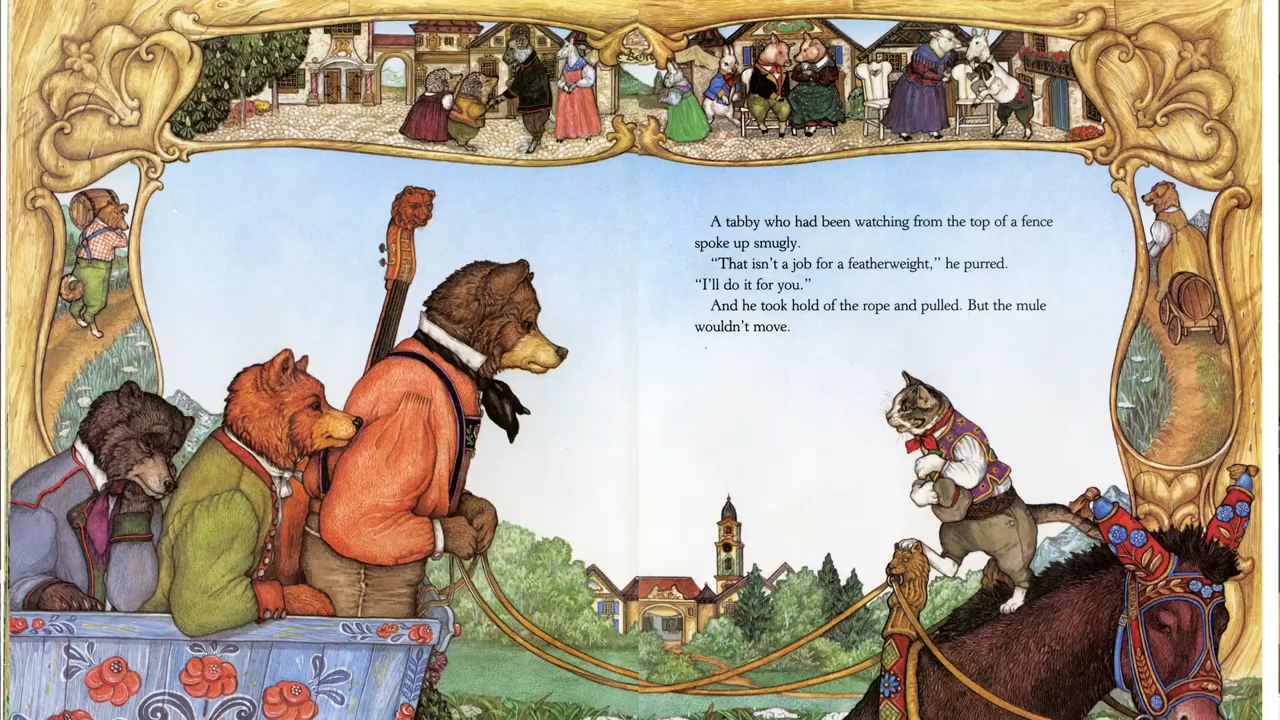 A tabby who had been watching from the top of a fence
spoke up smugly.
“That isn’t a job for a featherweight,” he purred.
“I’ll do it for you.”
And he took hold of the rope and pulled. But the mule
wouldn’t move.